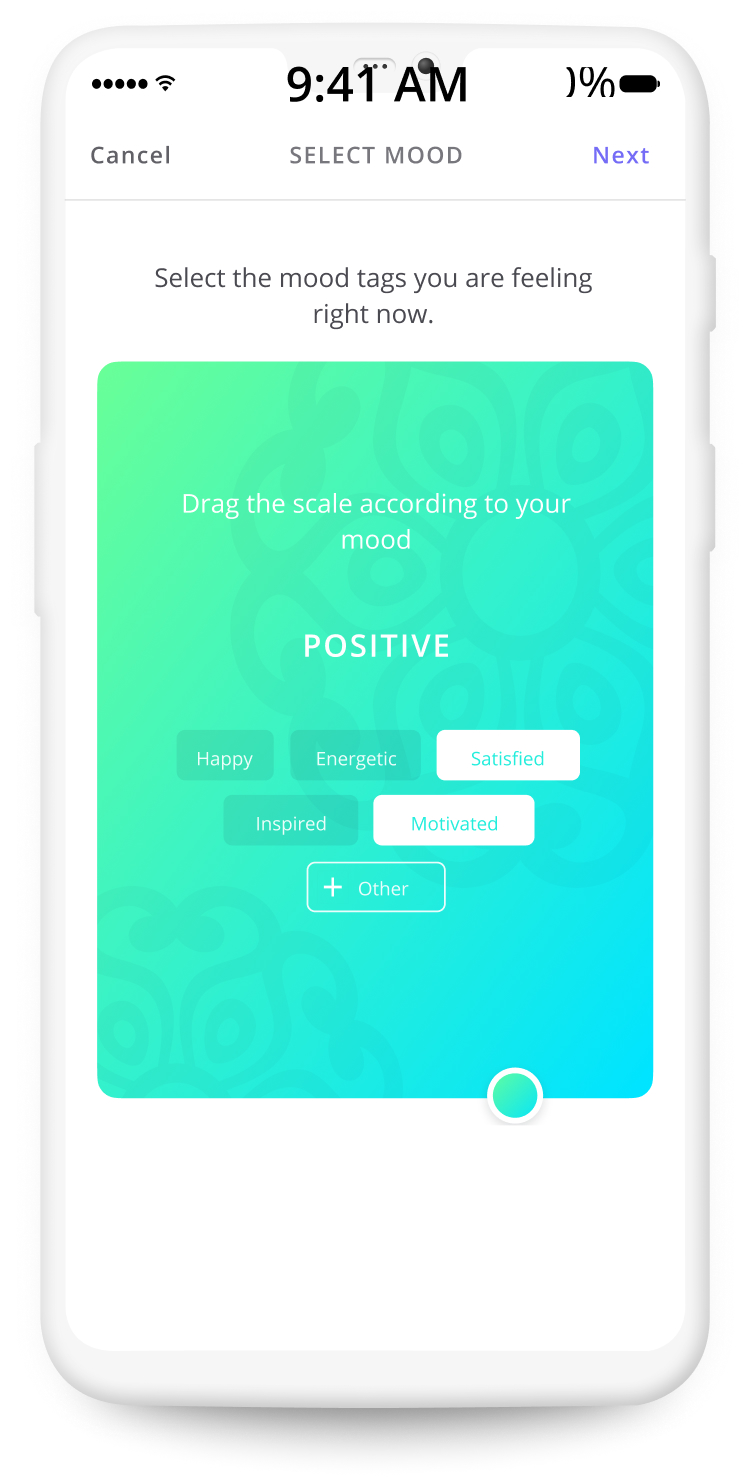 9:41 AM )%
Cancel SELECT MOOD Next
Select the mood tags you are feeling
right now.
Drag the scale according to your
mood
POSITIVE
Happy Energetic Satisfied
Inspired Motivated
+ Other